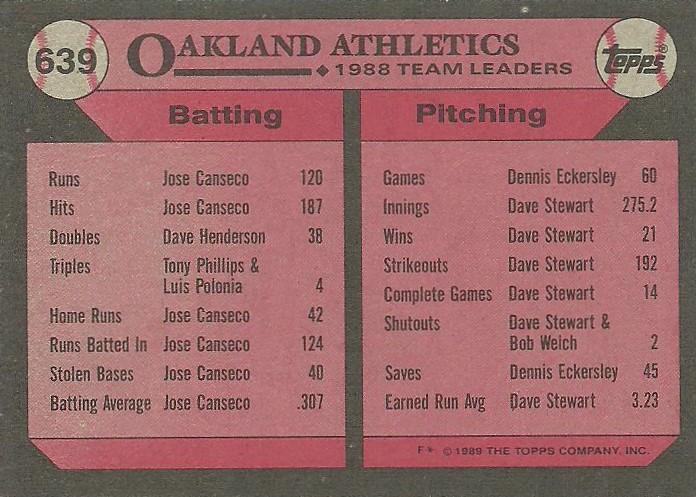 639
OAKLAND ATHLETICS
◆ 1988 TEAM LEADERS
Topps®
Batting
Runs Jose Canseco 120
Hits Jose Canseco 187
Doubles Dave Henderson 38
Triples Tony Phillips &
Luis Polonia 4
Home Runs Jose Canseco 42
Runs Batted In Jose Canseco 124
Stolen Bases Jose Canseco 40
Batting Average Jose Canseco .307
Pitching
Games Dennis Eckersley 60
Innings Dave Stewart 275.2
Wins Dave Stewart 21
Strikeouts Dave Stewart 192
Complete Games Dave Stewart 14
Shutouts Dave Stewart &
Bob Welch 2
Saves Dennis Eckersley 45
Earned Run Avg Dave Stewart 3.23
F* © 1989 THE TOPPS COMPANY, INC.